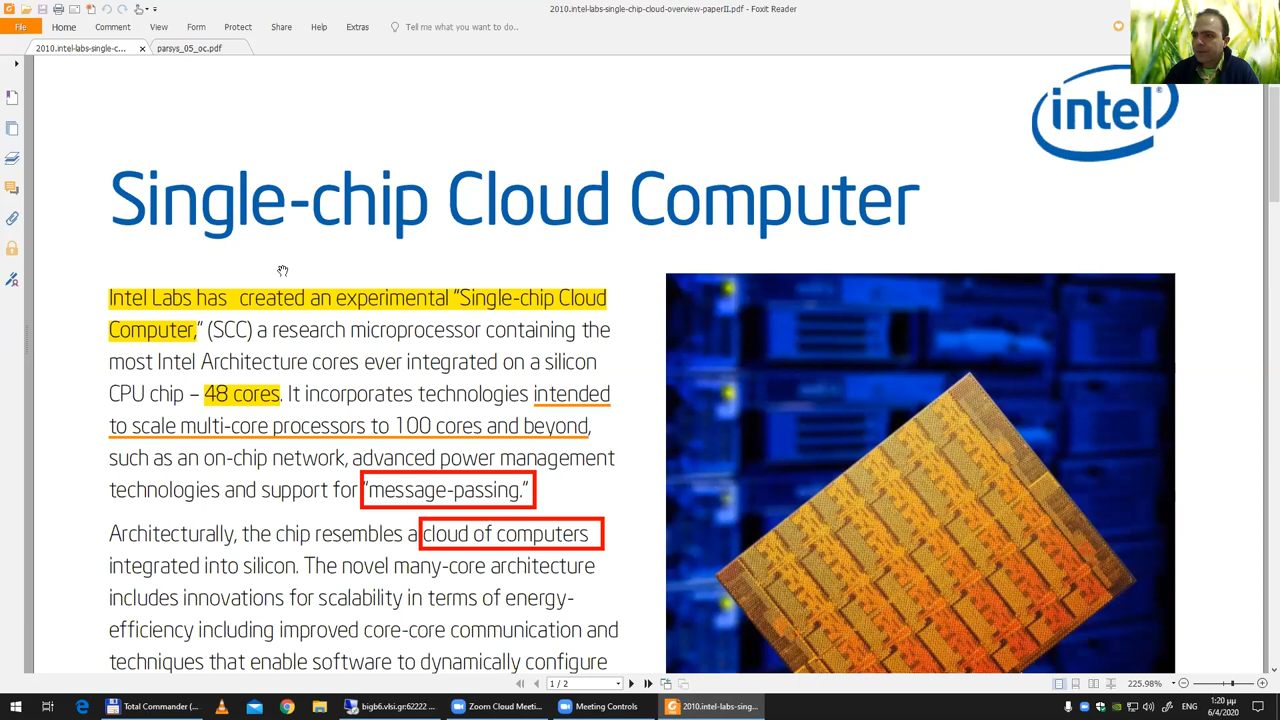 2010.intel-labs-single-chip-cloud-overview-paperII.pdf - Foxit Reader
File Home Comment View Form Protect Share Help Extras Tell me what you want to do..
2010.intel-labs-single-c... parsys_05_oc.pdf
intel®
Single-chip Cloud Computer
Intel Labs has created an experimental “Single-chip Cloud
Computer,“ (SCC) a research microprocessor containing the
most Intel Architecture cores ever integrated on a silicon
CPU chip – 48 cores. It incorporates technologies intended
to scale multi-core processors to 100 cores and beyond,
such as an on-chip network, advanced power management
technologies and support for “message-passing.“
Architecturally, the chip resembles a cloud of computers
integrated into silicon. The novel many-core architecture
includes innovations for scalability in terms of energy-
efficiency including improved core-core communication and
techniques that enable software to dynamically configure
1 / 2 225.98%
Total Commander (... bigb6.vlsi.gr:62222 ... Zoom Cloud Meeti... Meeting Controls 2010.intel-labs-sing... ENG 1:20 μμ
6/4/2020